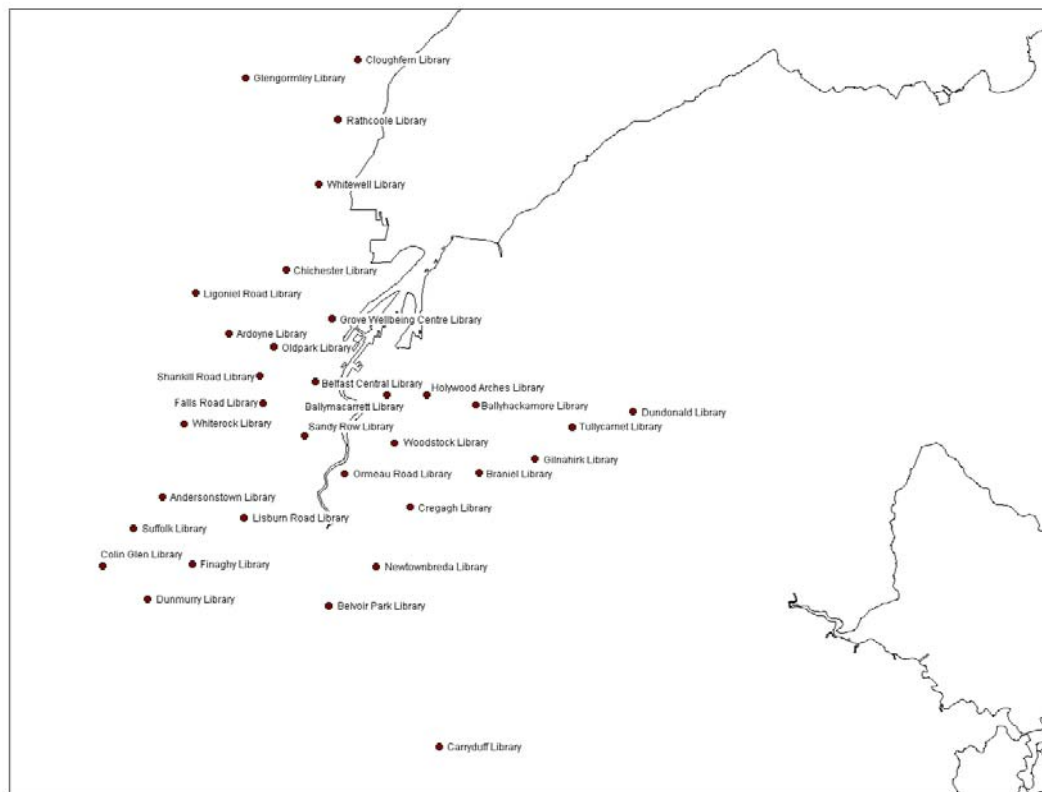 Cloughfern Library
Glengormley Library
Rathcoole Library
Whitewell Library
Chichester Library
Ligoniel Road Library
Grove Wellbeing Centre Library
Ardoyne Library
Oldpark Library
Shankill Road Library
Belfast Central Library
Holywood Arches Library
Falls Road Library
Ballymacarrett Library
Ballyhackamore Library
Dundonald Library
Whiterock Library
Sandy Row Library
Tullycarnet Library
Woodstock Library
Gilnahirk Library
Ormeau Road Library
Braniel Library
Andersonstown Library
Cregagh Library
Lisburn Road Library
Suffolk Library
Colin Glen Library
Finaghy Library
Newtownbreda Library
Dunmurry Library
Belvoir Park Library
Carryduff Library